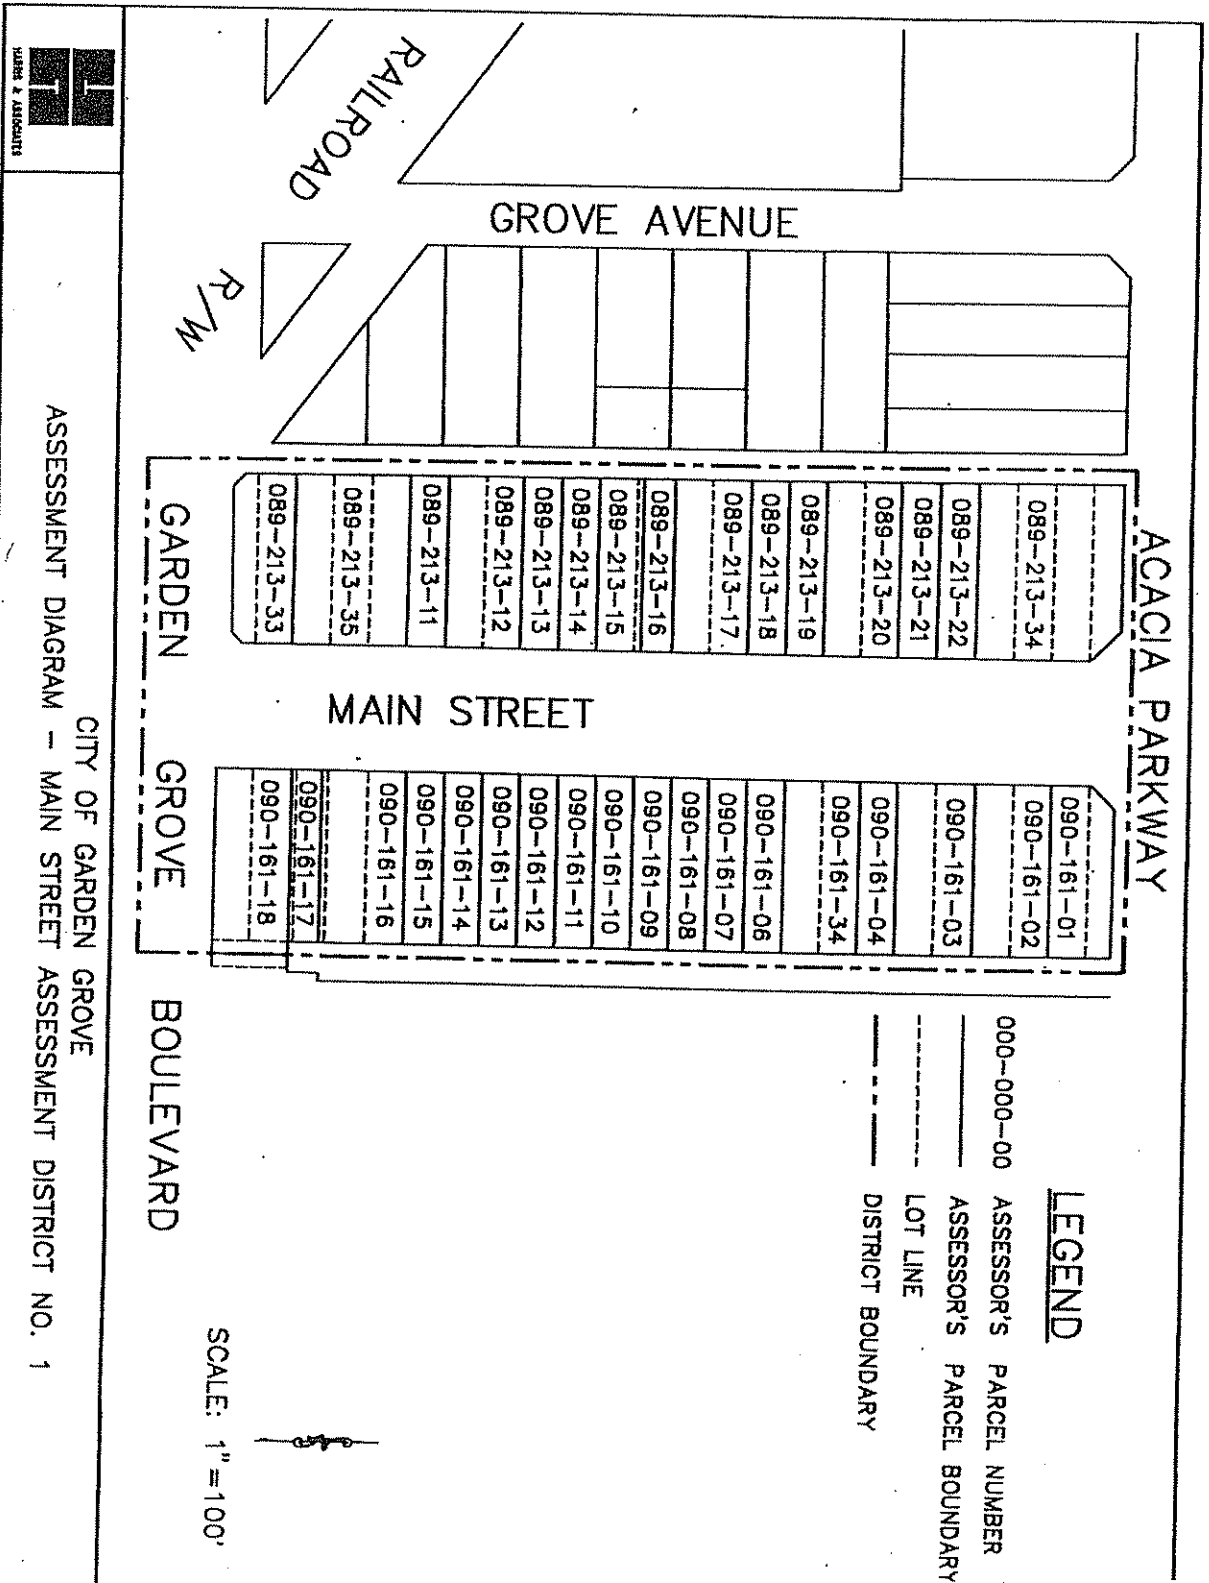 ACACIA PARKWAY
GROVE AVENUE
RAILROAD
R/W
MAIN STREET
GARDEN GROVE BOULEVARD
089-213-34
089-213-22
089-213-21
089-213-20
089-213-19
089-213-18
089-213-17
089-213-16
089-213-15
089-213-14
089-213-13
089-213-12
089-213-11
089-213-35
089-213-33
090-161-01
090-161-02
090-161-03
090-161-04
090-161-34
090-161-06
090-161-07
090-161-08
090-161-09
090-161-10
090-161-11
090-161-12
090-161-13
090-161-14
090-161-15
090-161-16
090-161-17
090-161-18
LEGEND
000-000-00 ASSESSOR'S PARCEL NUMBER
ASSESSOR'S PARCEL BOUNDARY
LOT LINE
DISTRICT BOUNDARY
SCALE: 1"=100'
HARRIS & ASSOCIATES
CITY OF GARDEN GROVE
ASSESSMENT DIAGRAM - MAIN STREET ASSESSMENT DISTRICT NO. 1